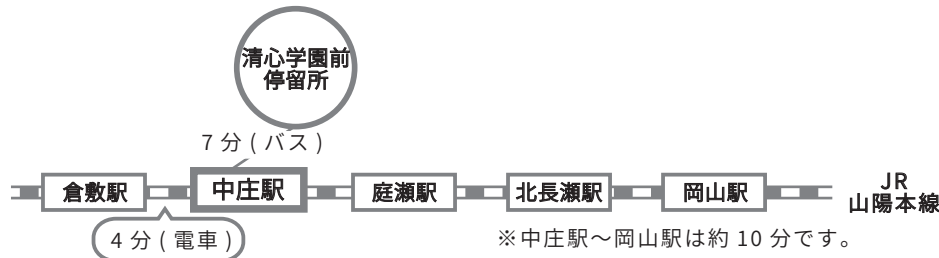 清心学園前
停留所
7分(バス)
倉敷駅
中庄駅
庭瀬駅
北長瀬駅
岡山駅
JR
山陽本線
4分(電車)
※中庄駅～岡山駅は約10分です。